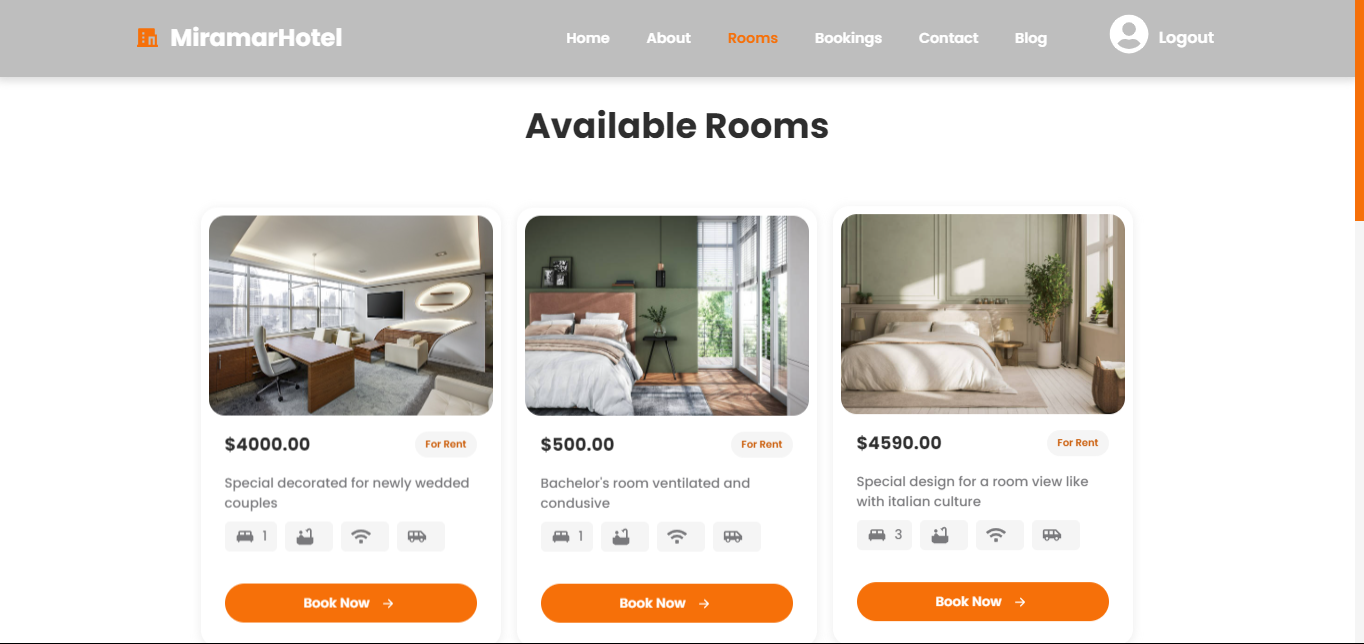 MiramarHotel
Home About Rooms Bookings Contact Blog Logout
Available Rooms
$4000.00 For Rent
Special decorated for newly wedded
couples
1
Book Now →
$500.00 For Rent
Bachelor's room ventilated and
condusive
1
Book Now →
$4590.00 For Rent
Special design for a room view like
with italian culture
3
Book Now →